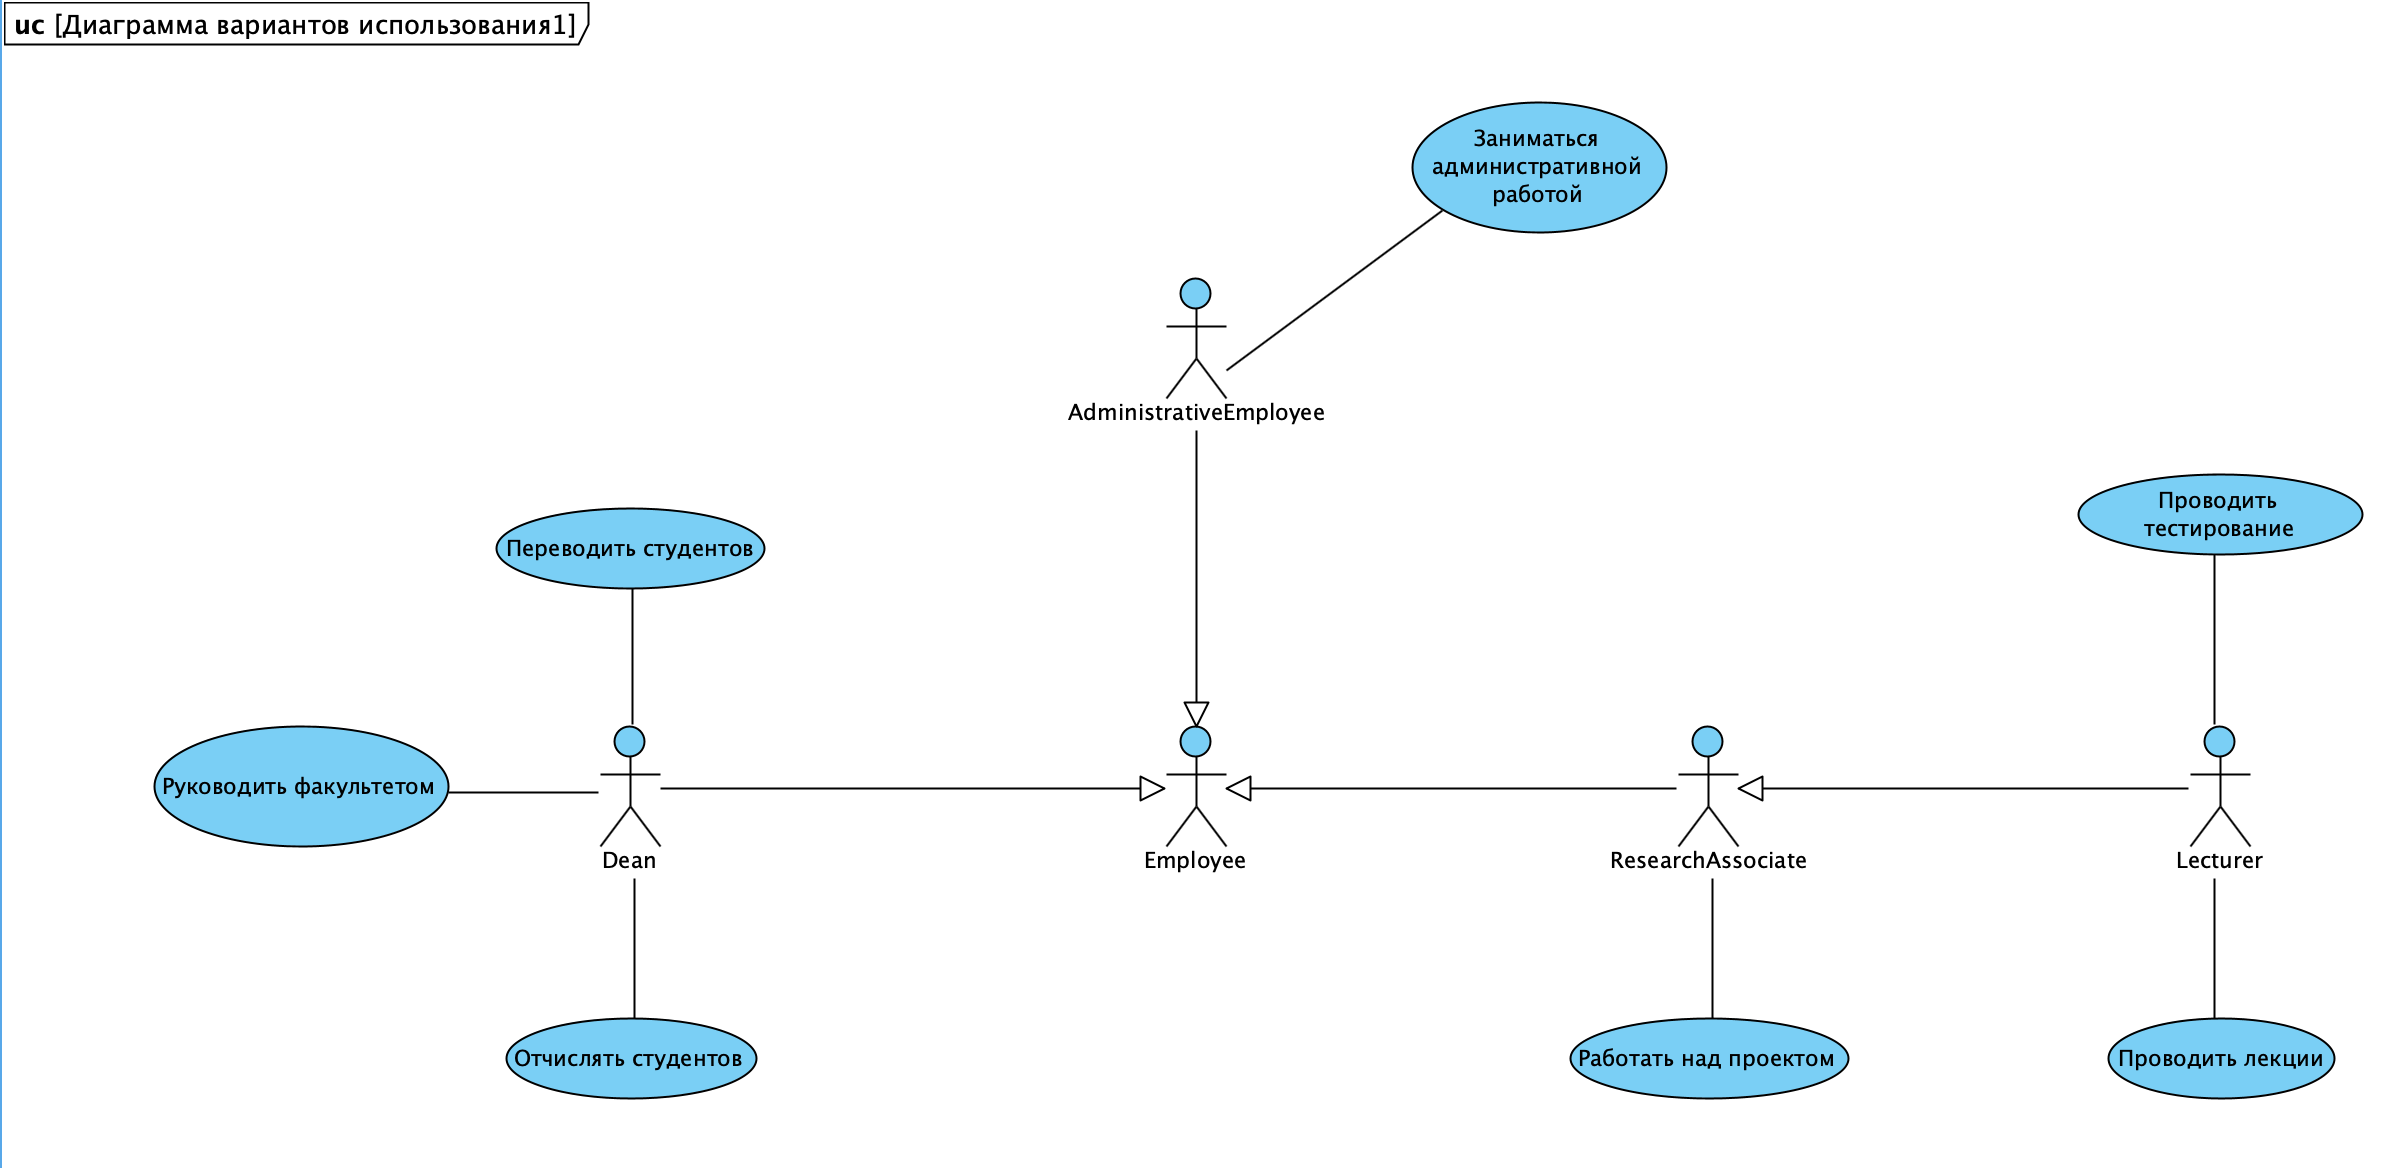 uc [Диаграмма вариантов использования1]
Заниматься
административной
работой
AdministrativeEmployee
Проводить
тестирование
Переводить студентов
Руководить факультетом
Dean
Employee
ResearchAssociate
Lecturer
Отчислять студентов
Работать над проектом
Проводить лекции